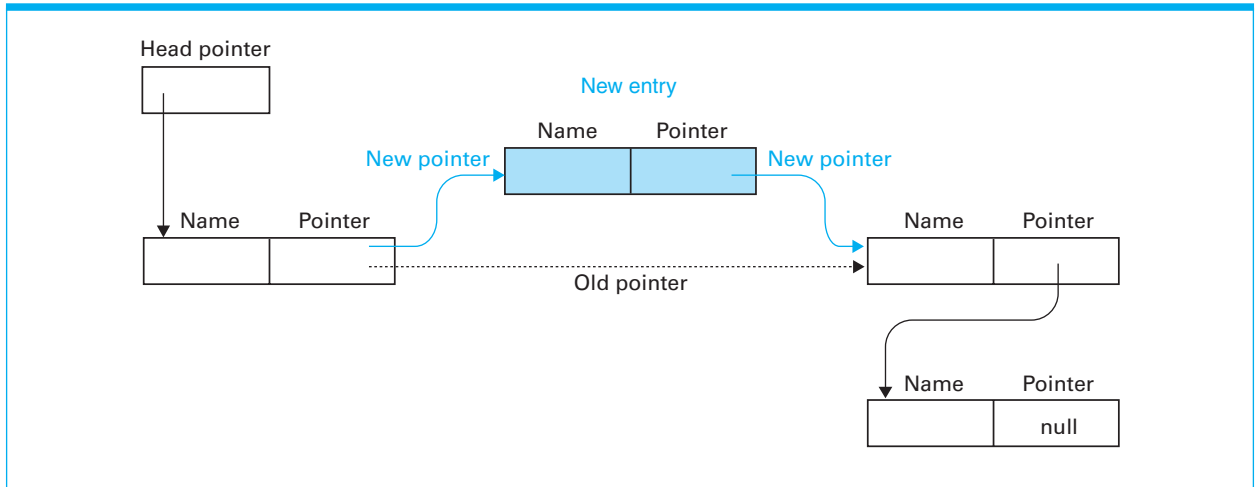 Head pointer
New entry
Name Pointer
New pointer
New pointer
Name Pointer
Name Pointer
Old pointer
Name Pointer
null